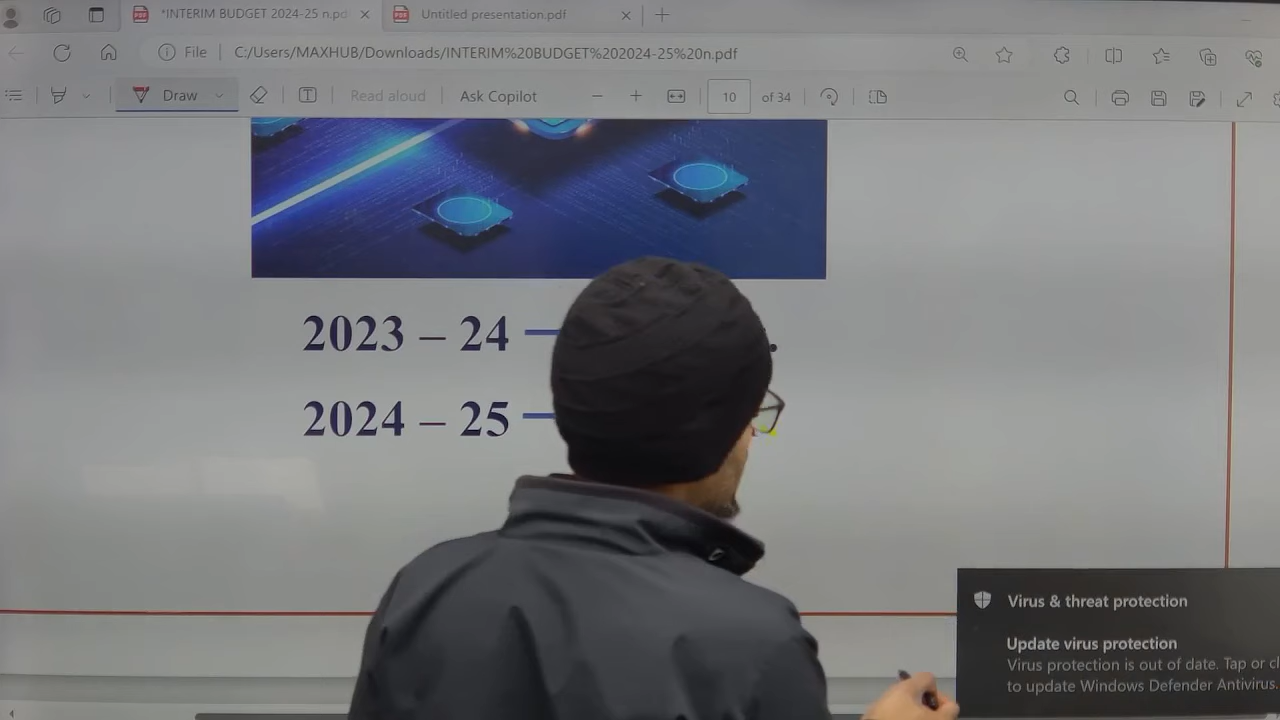 *INTERIM BUDGET 2024-25 n.pd
Untitled presentation.pdf
File
C:/Users/MAXHUB/Downloads/INTERIM%20BUDGET%202024-25%20n.pdf
Draw
Read aloud
Ask Copilot
10 of 34
2023 – 24 –
2024 – 25 –
Virus & threat protection
Update virus protection
Virus protection is out of date. Tap or cl
to update Windows Defender Antivirus.